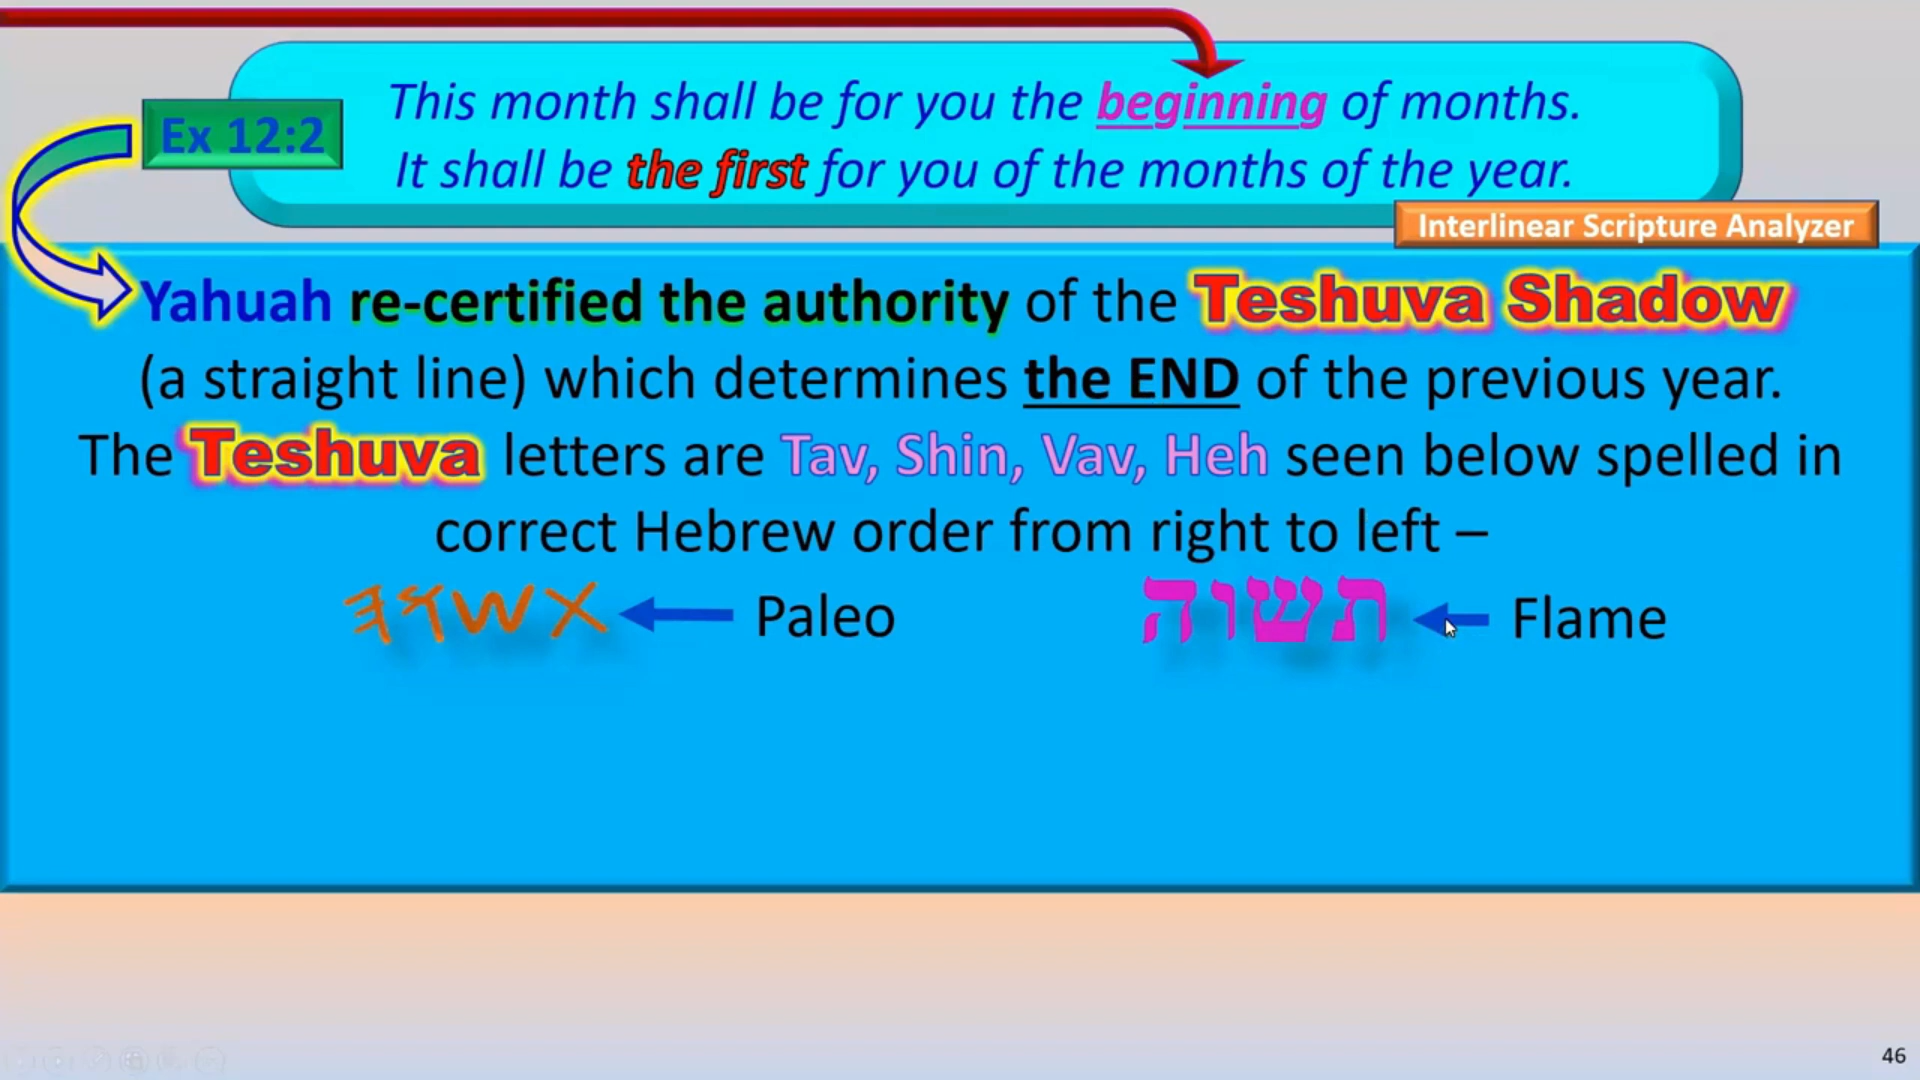 This month shall be for you the beginning of months.
Ex 12:2
It shall be the first for you of the months of the year.
Interlinear Scripture Analyzer
Yahuah re-certified the authority of the Teshuva Shadow
(a straight line) which determines the END of the previous year.
The Teshuva letters are Tav, Shin, Vav, Heh seen below spelled in
correct Hebrew order from right to left –
𐤕𐤔𐤅𐤄 Paleo
תשוה Flame
46